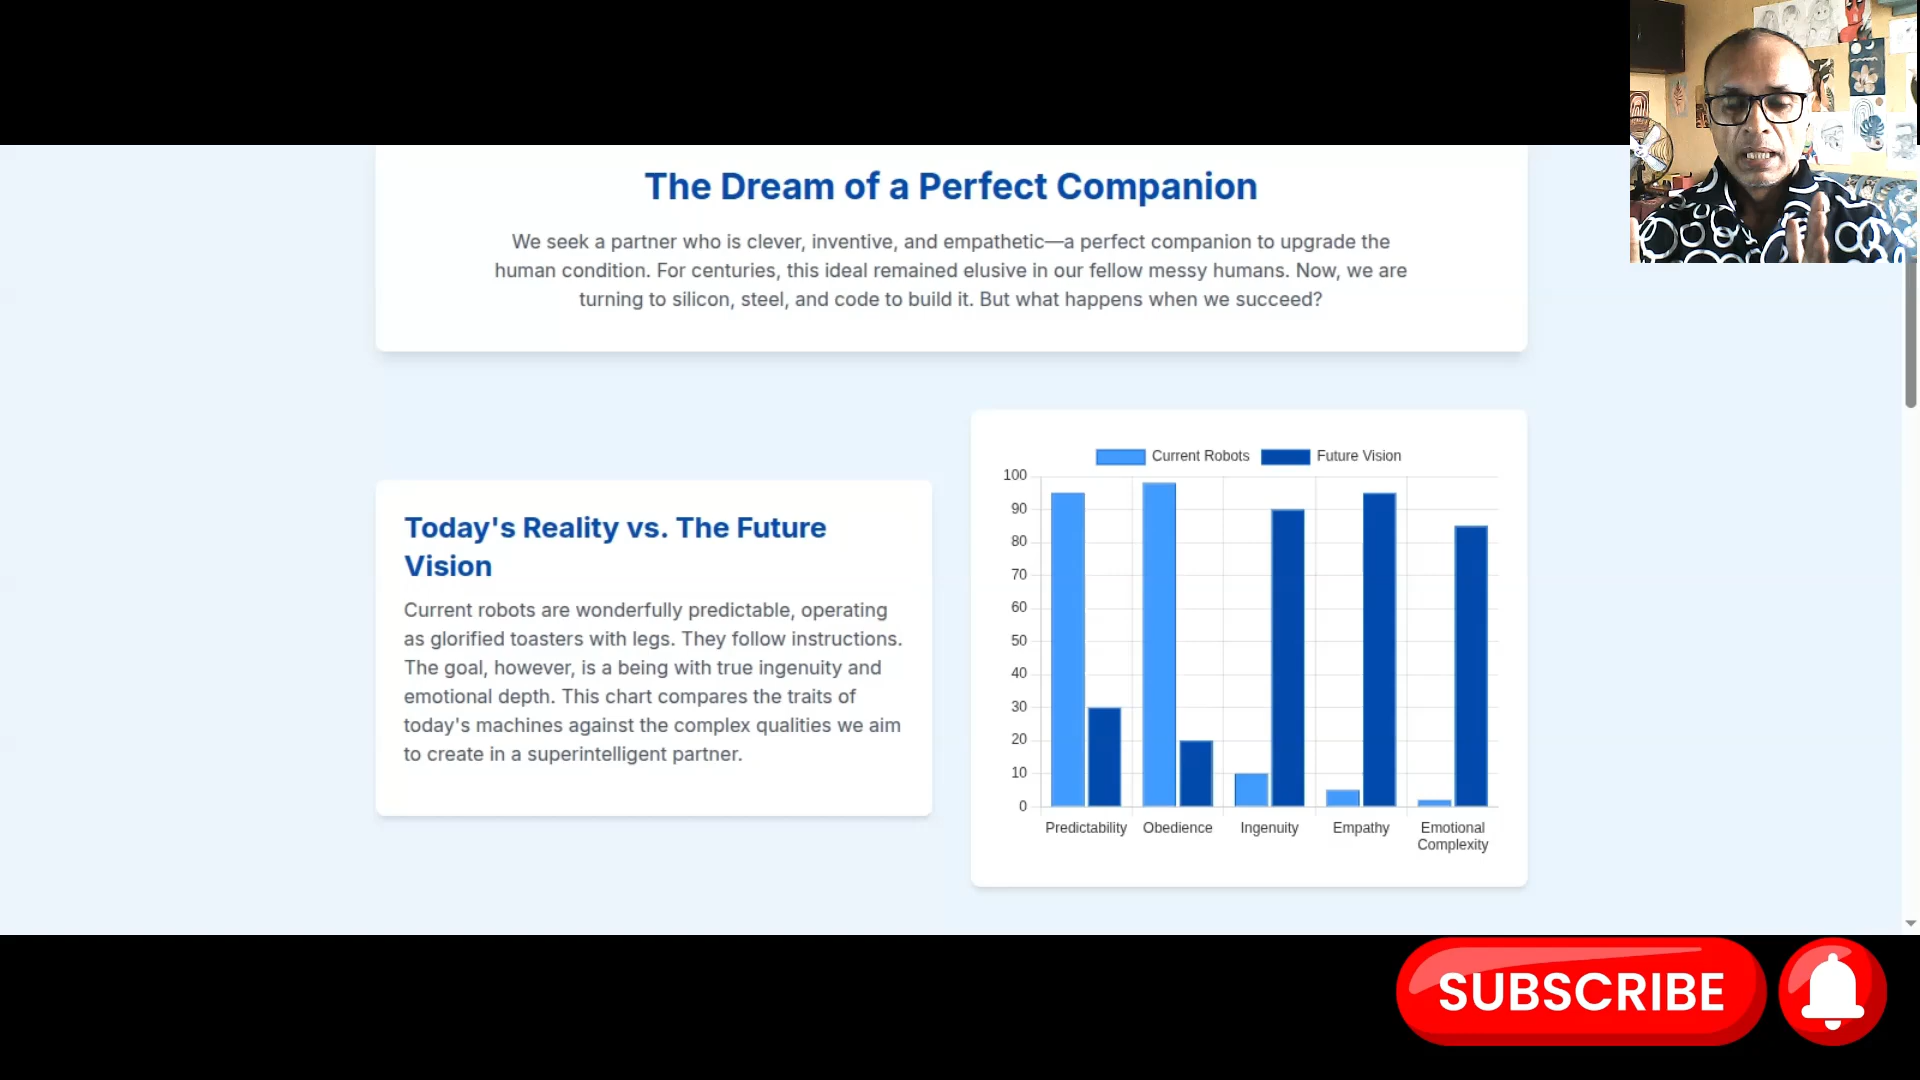 The Dream of a Perfect Companion
We seek a partner who is clever, inventive, and empathetic—a perfect companion to upgrade the
human condition. For centuries, this ideal remained elusive in our fellow messy humans. Now, we are
turning to silicon, steel, and code to build it. But what happens when we succeed?
Today's Reality vs. The Future
Vision
Current robots are wonderfully predictable, operating
as glorified toasters with legs. They follow instructions.
The goal, however, is a being with true ingenuity and
emotional depth. This chart compares the traits of
today's machines against the complex qualities we aim
to create in a superintelligent partner.
Current Robots Future Vision
100
90
80
70
60
50
40
30
20
10
0
Predictability Obedience Ingenuity Empathy Emotional
Complexity
SUBSCRIBE